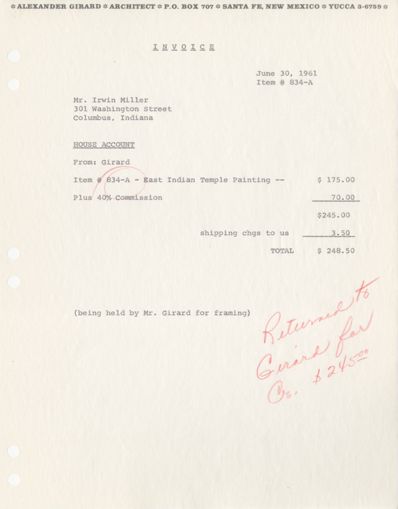 ALEXANDER GIRARD ARCHITECT P.O. BOX 707 SANTA FE, NEW MEXICO YUCCA 3-6759
INVOICE
June 30, 1961
Item # 834-A
Mr. Irwin Miller
301 Washington Street
Columbus, Indiana
HOUSE ACCOUNT
From: Girard
Item # 834-A - East Indian Temple Painting -- $ 175.00
Plus 40% Commission 70.00
$245.00
shipping chgs to us 3.50
TOTAL $ 248.50
(being held by Mr. Girard for framing)
Returned to
Girard for
Cr. $ 245.00